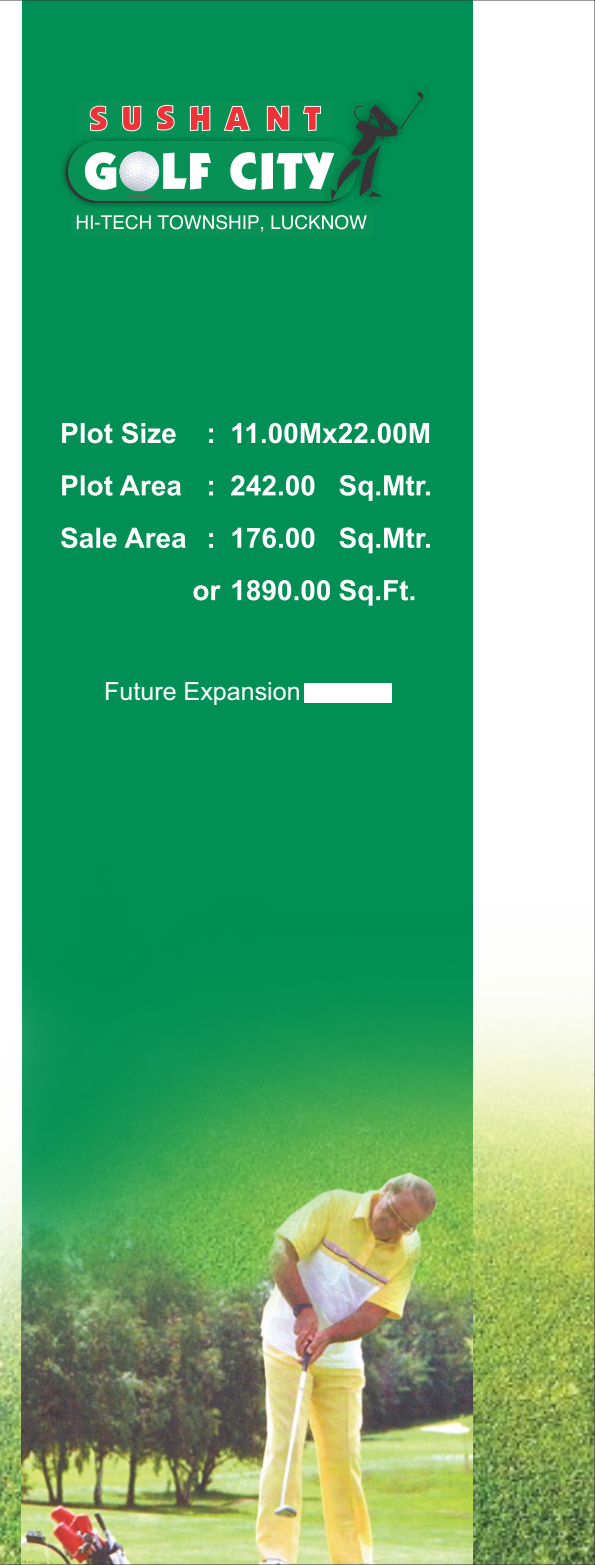 SUSHANT
GOLF CITY
HI-TECH TOWNSHIP, LUCKNOW
Plot Size : 11.00Mx22.00M
Plot Area : 242.00 Sq.Mtr.
Sale Area : 176.00 Sq.Mtr.
or 1890.00 Sq.Ft.
Future Expansion